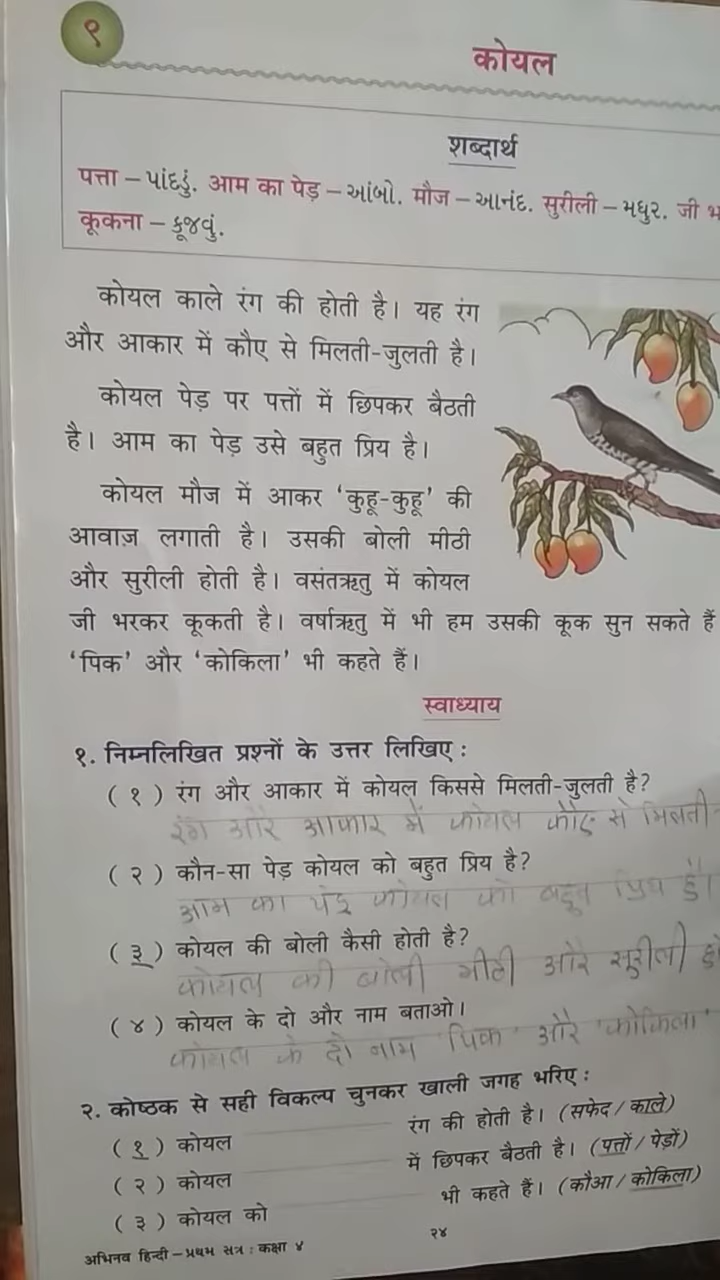 ९
कोयल
शब्दार्थ
पत्ता – પાંદડું. आम का पेड़ – આંબો. मौज – આનંદ. सुरीली – મધુર. जी
कूकना – કૂજવું.
कोयल काले रंग की होती है। यह रंग
और आकार में कौए से मिलती-जुलती है।
कोयल पेड़ पर पत्तों में छिपकर बैठती
है। आम का पेड़ उसे बहुत प्रिय है।
कोयल मौज में आकर ‘कुहू-कुहू’ की
आवाज़ लगाती है। उसकी बोली मीठी
और सुरीली होती है। वसंतऋतु में कोयल
जी भरकर कूकती है। वर्षाऋतु में भी हम उसकी कूक सुन सकते हैं
‘पिक’ और ‘कोकिला’ भी कहते हैं।
स्वाध्याय
१. निम्नलिखित प्रश्नों के उत्तर लिखिए :
( १ ) रंग और आकार में कोयल किससे मिलती-जुलती है?
रंग और आकार में कोयल कौए से मिलती-
( २ ) कौन-सा पेड़ कोयल को बहुत प्रिय है?
आम का पेड़ कोयल को बहुत प्रिय है।
( ३ ) कोयल की बोली कैसी होती है?
कोयल की बोली मीठी और सुरीली
( ४ ) कोयल के दो और नाम बताओ।
कोयल के दो नाम 'पिक' और 'कोकिला'
२. कोष्ठक से सही विकल्प चुनकर खाली जगह भरिए :
( १ ) कोयल रंग की होती है। (सफेद / काले)
( २ ) कोयल में छिपकर बैठती है। (पत्तों / पेड़ों)
( ३ ) कोयल को भी कहते हैं। (कौआ / कोकिला)
अभिनव हिन्दी – प्रथम सत्र : कक्षा ४ २४